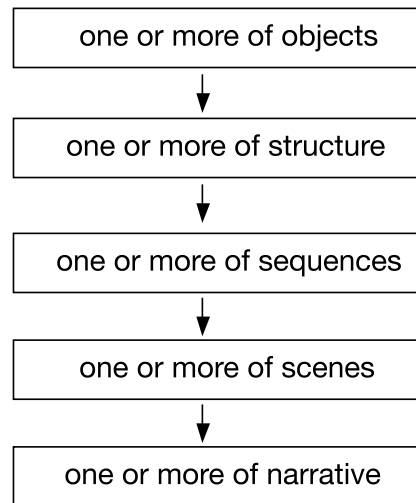 one or more of objects
one or more of structure
one or more of sequences
one or more of scenes
one or more of narrative